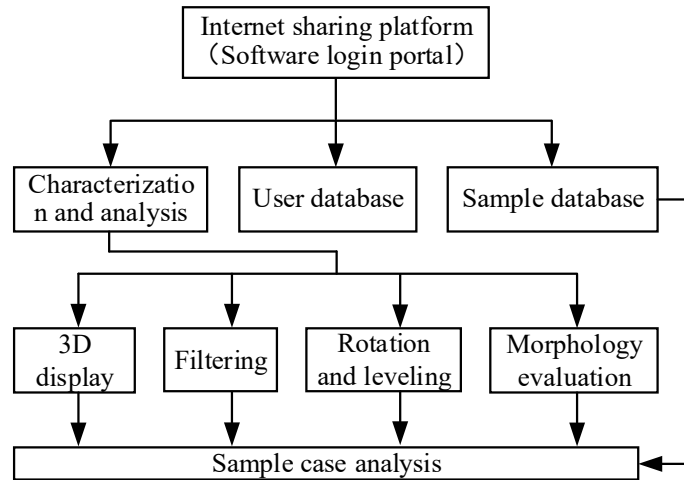 Internet sharing platform
（Software login portal）
Characterizatio
n and analysis
User database
Sample database
3D
display
Filtering
Rotation
and leveling
Morphology
evaluation
Sample case analysis